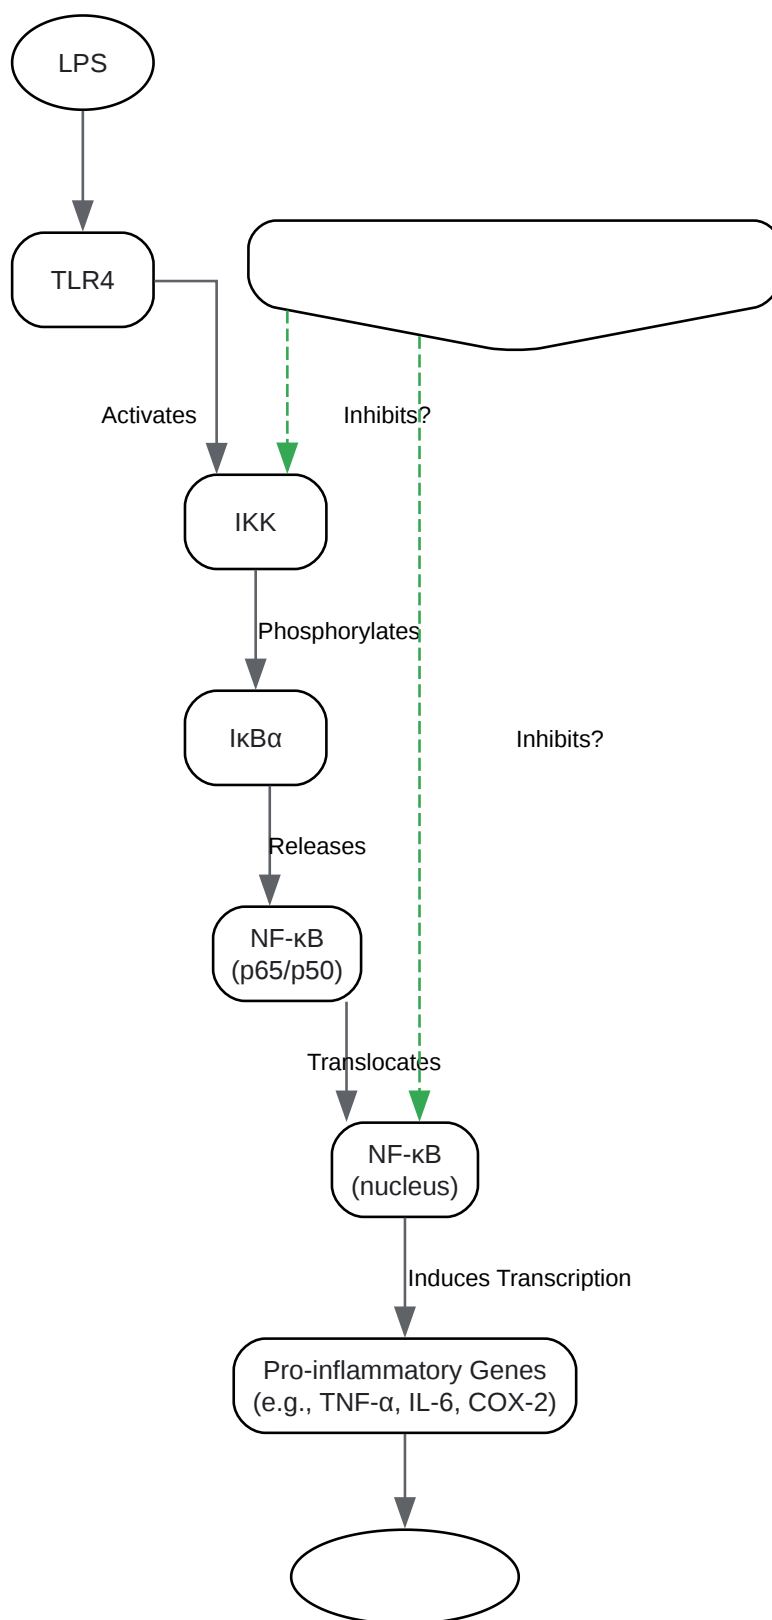 LPS
TLR4
Activates
Inhibits?
IKK
Phosphorylates
IκBα
Inhibits?
Releases
NF-κB
(p65/p50)
Translocates
NF-κB
(nucleus)
Induces Transcription
Pro-inflammatory Genes
(e.g., TNF-α, IL-6, COX-2)